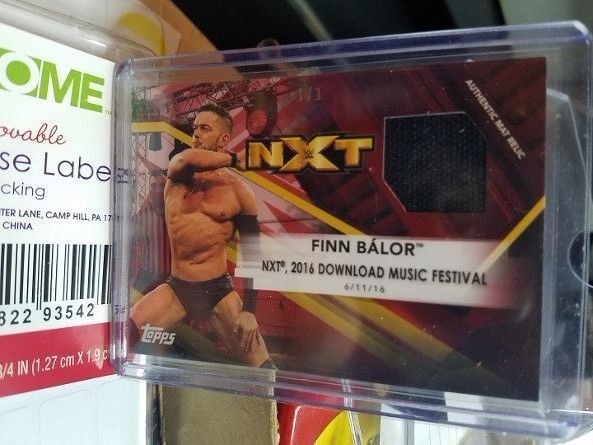 OME
ovable
se Labe
cking
TER LANE, CAMP HILL, PA 170
CHINA
822 93542
3/4 IN (1.27 cm X 1.9 c
1/1
NXT
AUTHENTIC MAT RELIC
FINN BÁLOR™
NXT®, 2016 DOWNLOAD MUSIC FESTIVAL
6/11/16
topps